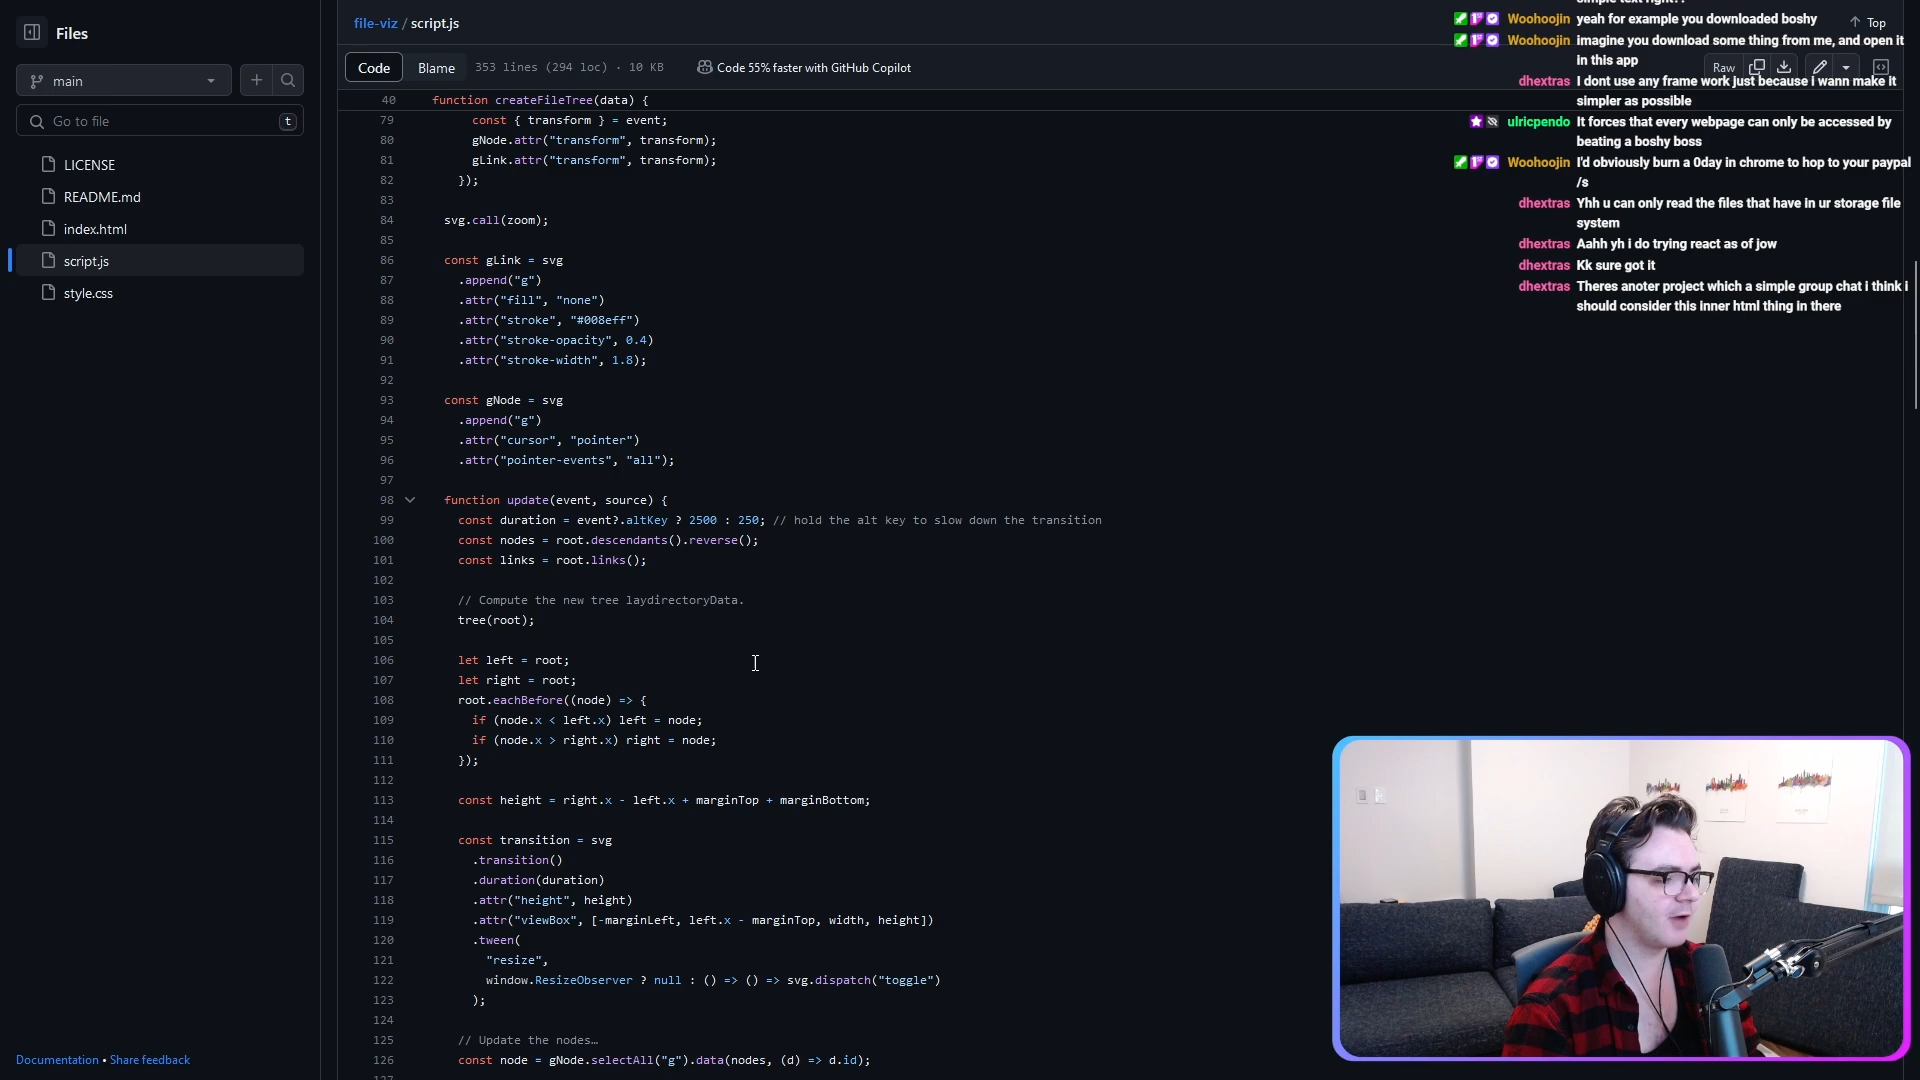 Files
main
Go to file
t
LICENSE
README.md
index.html
script.js
style.css
Documentation • Share feedback
file-viz / script.js
Top
Code
Blame
353 lines (294 loc) · 10 KB
Code 55% faster with GitHub Copilot
Raw
40 function createFileTree(data) {
79 const { transform } = event;
80 gNode.attr("transform", transform);
81 gLink.attr("transform", transform);
82 });
83
84 svg.call(zoom);
85
86 const gLink = svg
87 .append("g")
88 .attr("fill", "none")
89 .attr("stroke", "#008eff")
90 .attr("stroke-opacity", 0.4)
91 .attr("stroke-width", 1.8);
92
93 const gNode = svg
94 .append("g")
95 .attr("cursor", "pointer")
96 .attr("pointer-events", "all");
97
98 function update(event, source) {
99 const duration = event?.altKey ? 2500 : 250; // hold the alt key to slow down the transition
100 const nodes = root.descendants().reverse();
101 const links = root.links();
102
103 // Compute the new tree laydirectoryData.
104 tree(root);
105
106 let left = root;
107 let right = root;
108 root.eachBefore((node) => {
109 if (node.x < left.x) left = node;
110 if (node.x > right.x) right = node;
111 });
112
113 const height = right.x - left.x + marginTop + marginBottom;
114
115 const transition = svg
116 .transition()
117 .duration(duration)
118 .attr("height", height)
119 .attr("viewBox", [-marginLeft, left.x - marginTop, width, height])
120 .tween(
121 "resize",
122 window.ResizeObserver ? null : () => () => svg.dispatch("toggle")
123 );
124
125 // Update the nodes…
126 const node = gNode.selectAll("g").data(nodes, (d) => d.id);
simple text right??
Woohoojin yeah for example you downloaded boshy
Woohoojin imagine you download some thing from me, and open it
in this app
dhextras I dont use any frame work just because i wann make it
simpler as possible
ulricpendo It forces that every webpage can only be accessed by
beating a boshy boss
Woohoojin I'd obviously burn a 0day in chrome to hop to your paypal
/s
dhextras Yhh u can only read the files that have in ur storage file
system
dhextras Aahh yh i do trying react as of jow
dhextras Kk sure got it
dhextras Theres anoter project which a simple group chat i think i
should consider this inner html thing in there